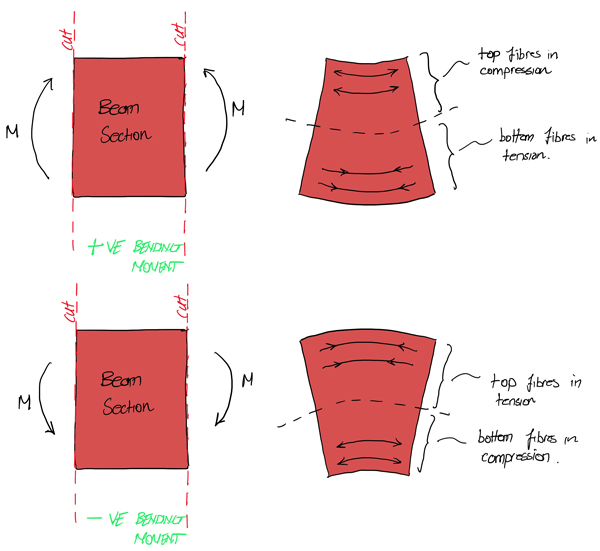 cut
cut
M
Beam
Section
M
+VE BENDING
MOMENT
top fibres in
compression
bottom fibres in
tension.
cut
cut
M
Beam
Section
M
-VE BENDING
MOMENT
top fibres in
tension
bottom fibres in
compression.